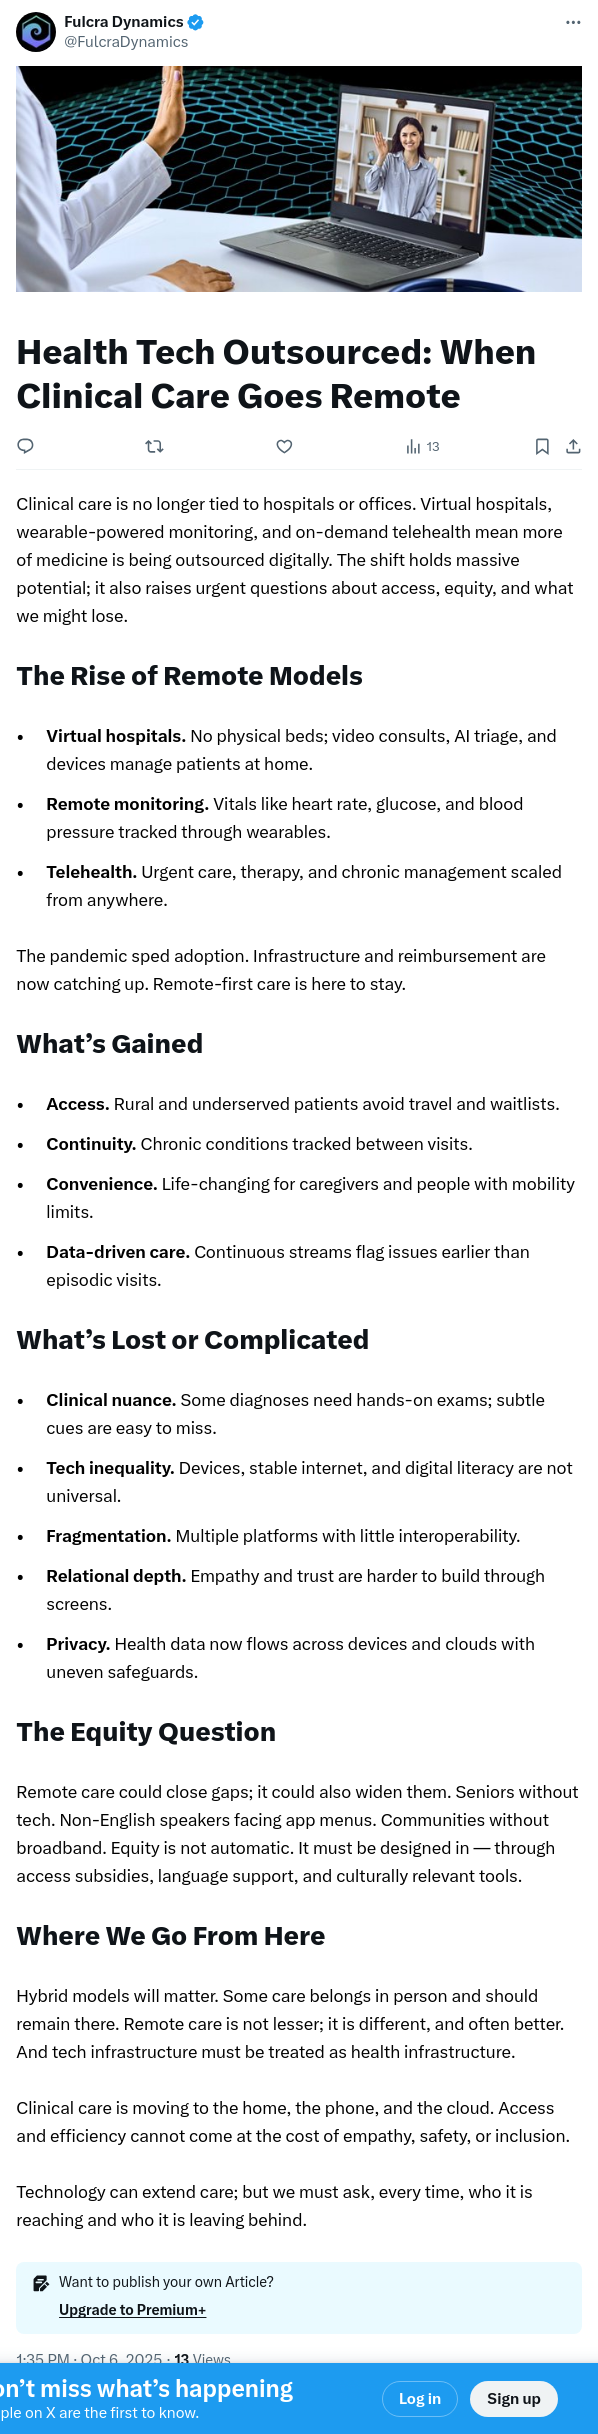 Fulcra Dynamics
@FulcraDynamics
Health Tech Outsourced: When
Clinical Care Goes Remote
13
Clinical care is no longer tied to hospitals or offices. Virtual hospitals,
wearable-powered monitoring, and on-demand telehealth mean more
of medicine is being outsourced digitally. The shift holds massive
potential; it also raises urgent questions about access, equity, and what
we might lose.
The Rise of Remote Models
• Virtual hospitals. No physical beds; video consults, AI triage, and
devices manage patients at home.
• Remote monitoring. Vitals like heart rate, glucose, and blood
pressure tracked through wearables.
• Telehealth. Urgent care, therapy, and chronic management scaled
from anywhere.
The pandemic sped adoption. Infrastructure and reimbursement are
now catching up. Remote-first care is here to stay.
What’s Gained
• Access. Rural and underserved patients avoid travel and waitlists.
• Continuity. Chronic conditions tracked between visits.
• Convenience. Life-changing for caregivers and people with mobility
limits.
• Data-driven care. Continuous streams flag issues earlier than
episodic visits.
What’s Lost or Complicated
• Clinical nuance. Some diagnoses need hands-on exams; subtle
cues are easy to miss.
• Tech inequality. Devices, stable internet, and digital literacy are not
universal.
• Fragmentation. Multiple platforms with little interoperability.
• Relational depth. Empathy and trust are harder to build through
screens.
• Privacy. Health data now flows across devices and clouds with
uneven safeguards.
The Equity Question
Remote care could close gaps; it could also widen them. Seniors without
tech. Non-English speakers facing app menus. Communities without
broadband. Equity is not automatic. It must be designed in — through
access subsidies, language support, and culturally relevant tools.
Where We Go From Here
Hybrid models will matter. Some care belongs in person and should
remain there. Remote care is not lesser; it is different, and often better.
And tech infrastructure must be treated as health infrastructure.
Clinical care is moving to the home, the phone, and the cloud. Access
and efficiency cannot come at the cost of empathy, safety, or inclusion.
Technology can extend care; but we must ask, every time, who it is
reaching and who it is leaving behind.
Want to publish your own Article?
Upgrade to Premium+
1:35 PM · Oct 6, 2025 · 13 Views
on’t miss what’s happening
ple on X are the first to know.
Log in
Sign up